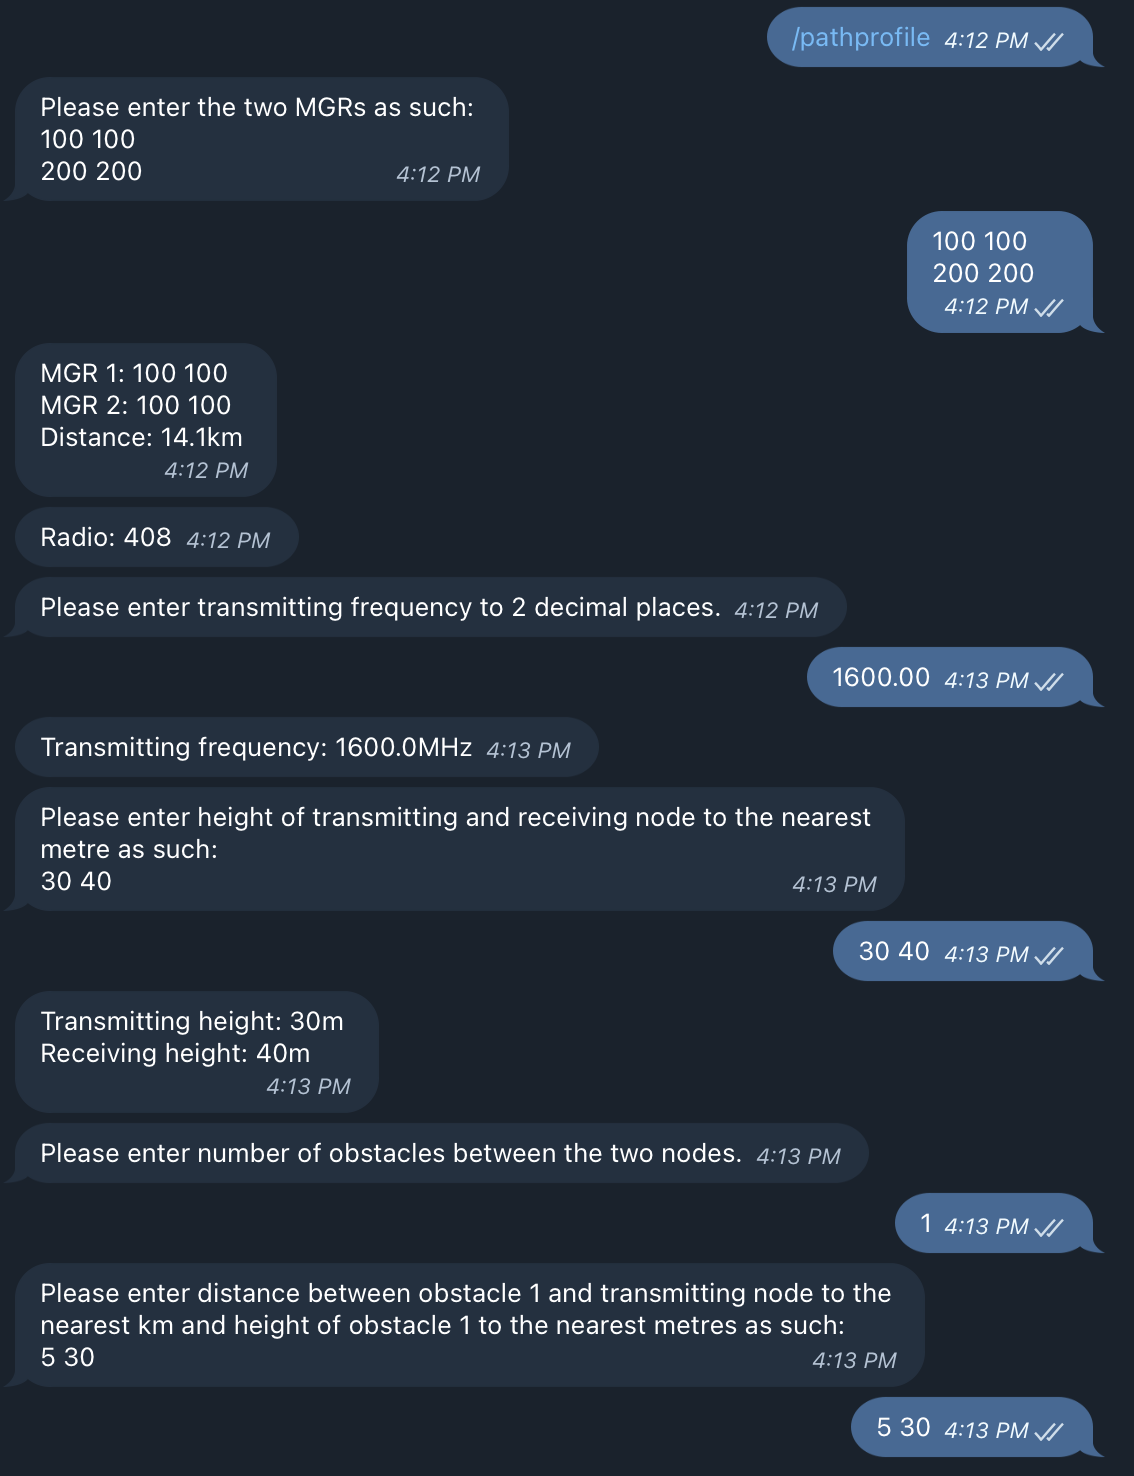 /pathprofile 4:12 PM
Please enter the two MGRs as such:
100 100
200 200
4:12 PM
100 100
200 200
4:12 PM
MGR 1: 100 100
MGR 2: 100 100
Distance: 14.1km
4:12 PM
Radio: 408 4:12 PM
Please enter transmitting frequency to 2 decimal places. 4:12 PM
1600.00 4:13 PM
Transmitting frequency: 1600.0MHz 4:13 PM
Please enter height of transmitting and receiving node to the nearest
metre as such:
30 40
4:13 PM
30 40 4:13 PM
Transmitting height: 30m
Receiving height: 40m
4:13 PM
Please enter number of obstacles between the two nodes. 4:13 PM
1 4:13 PM
Please enter distance between obstacle 1 and transmitting node to the
nearest km and height of obstacle 1 to the nearest metres as such:
5 30
4:13 PM
5 30 4:13 PM